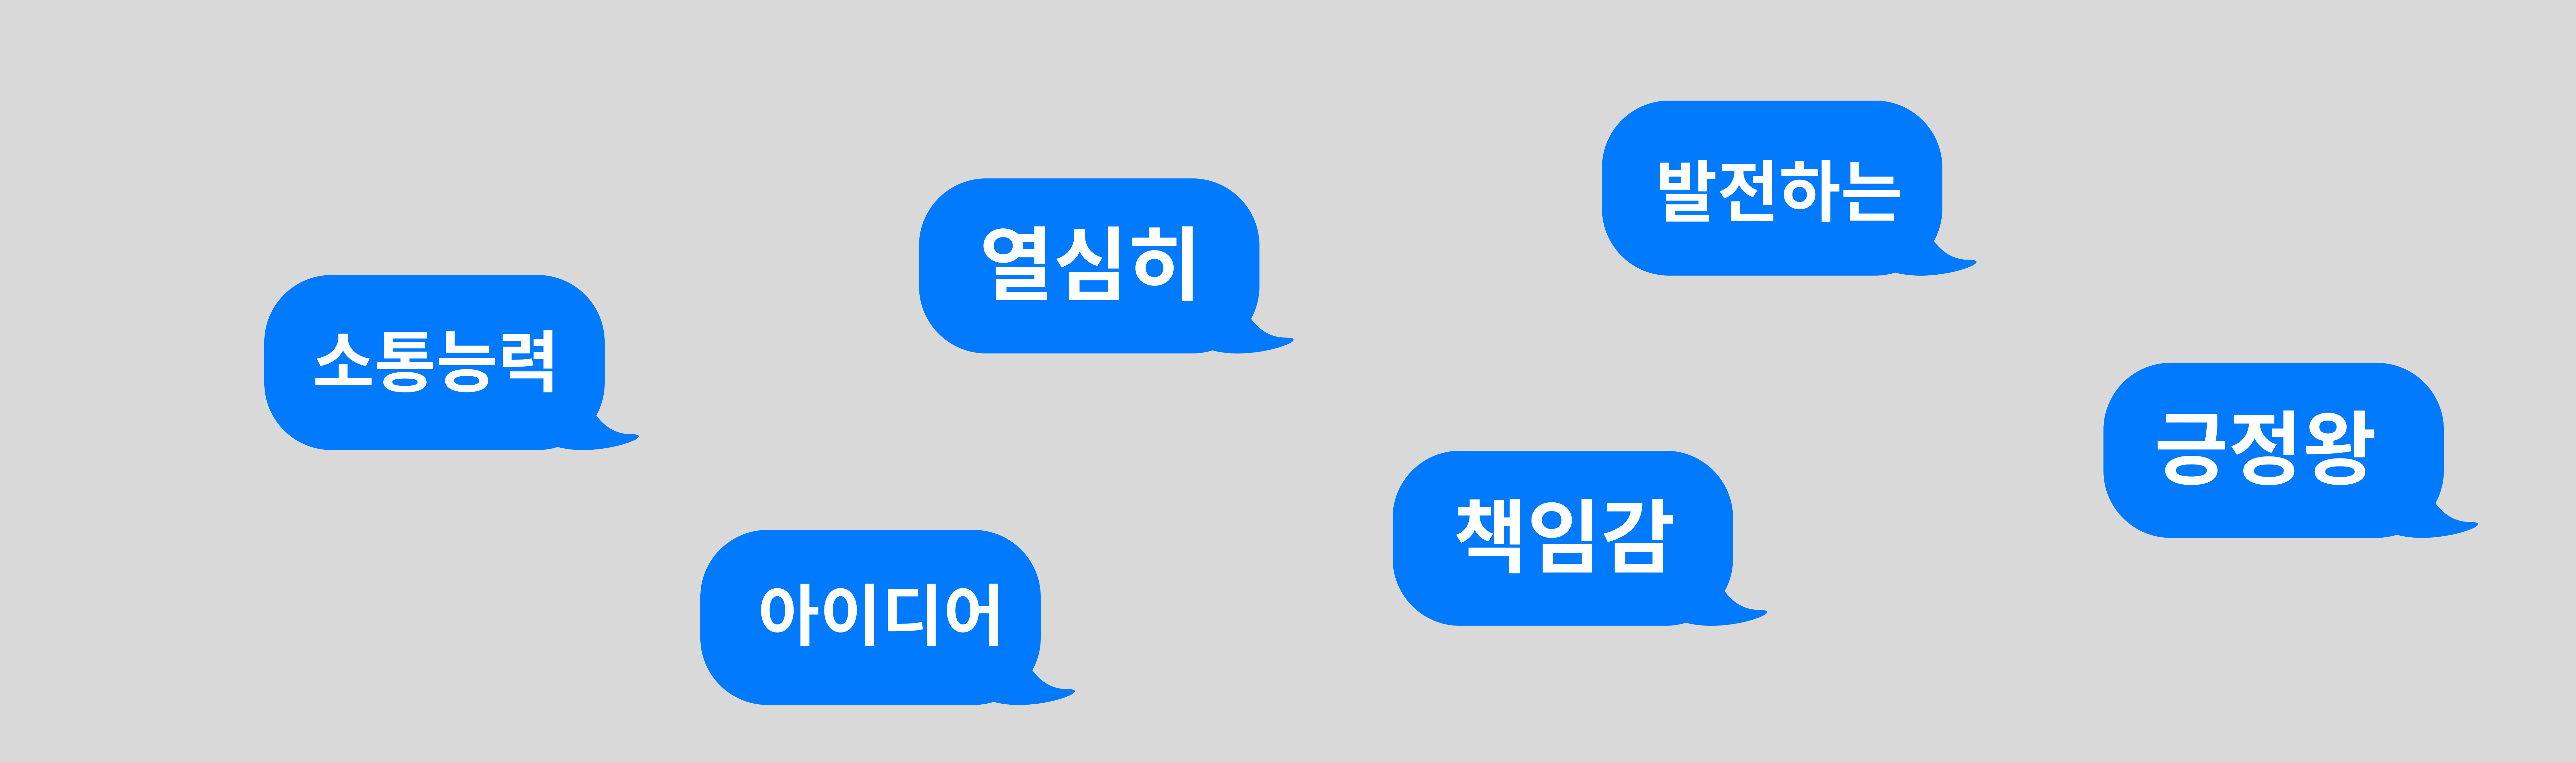 소통능력
열심히
발전하는
아이디어
책임감
긍정왕